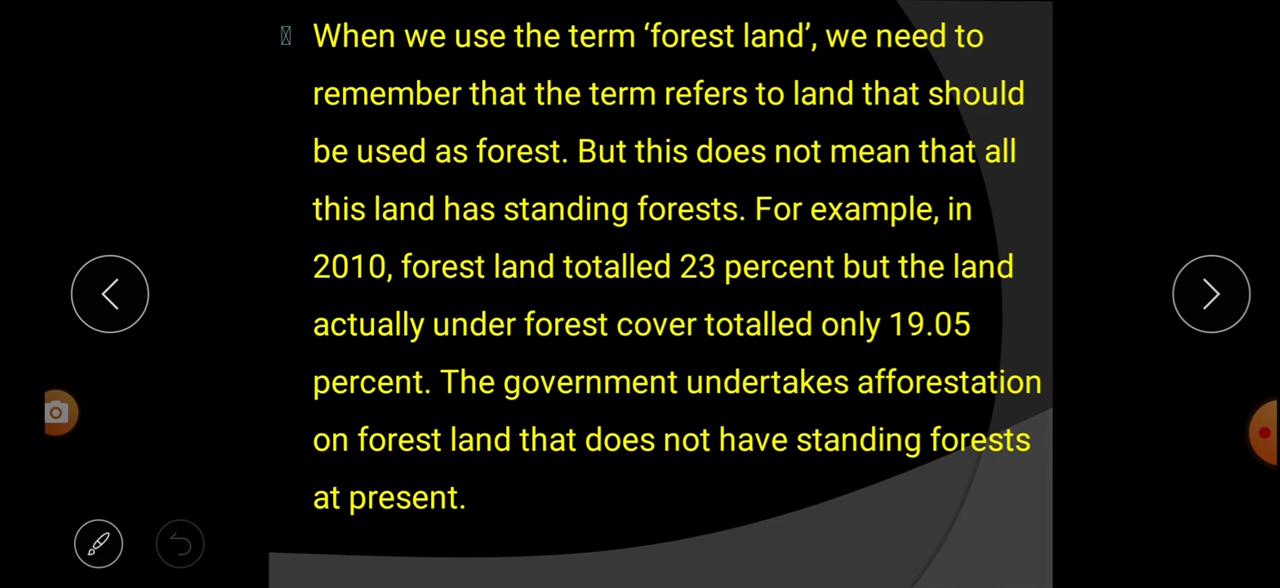 When we use the term ‘forest land’, we need to
remember that the term refers to land that should
be used as forest. But this does not mean that all
this land has standing forests. For example, in
2010, forest land totalled 23 percent but the land
actually under forest cover totalled only 19.05
percent. The government undertakes afforestation
on forest land that does not have standing forests
at present.